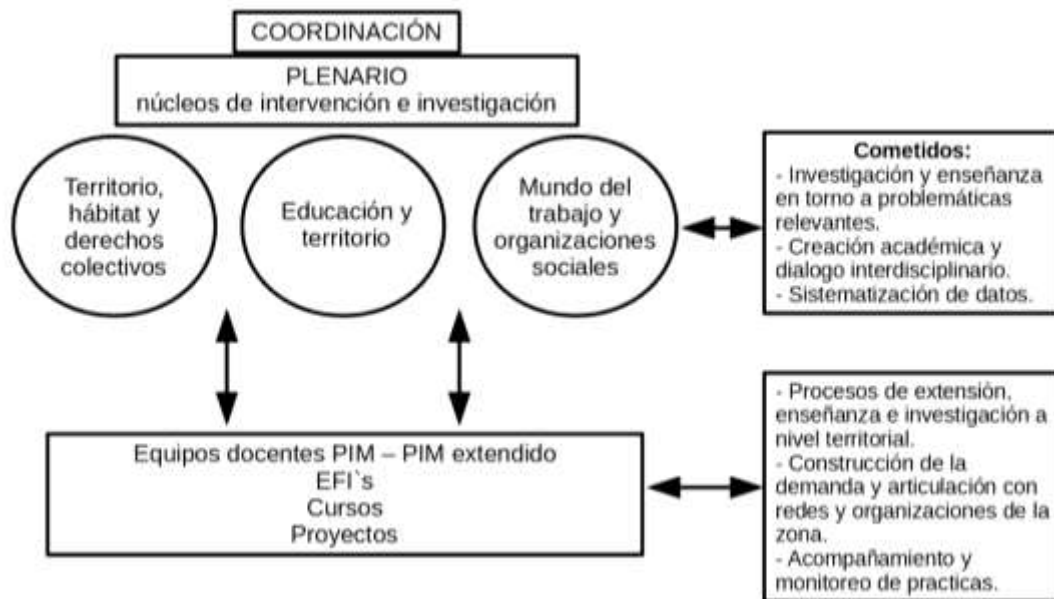 COORDINACIÓN
PLENARIO
núcleos de intervención e investigación
Territorio,
hábitat y
derechos
colectivos
Educación y
territorio
Mundo del
trabajo y
organizaciones
sociales
Cometidos:
- Investigación y enseñanza
en torno a problemáticas
relevantes.
- Creación académica y
dialogo interdisciplinario.
- Sistematización de datos.
Equipos docentes PIM – PIM extendido
EFI`s
Cursos
Proyectos
- Procesos de extensión,
enseñanza e investigación a
nivel territorial.
- Construcción de la
demanda y articulación con
redes y organizaciones de la
zona.
- Acompañamiento y
monitoreo de practicas.